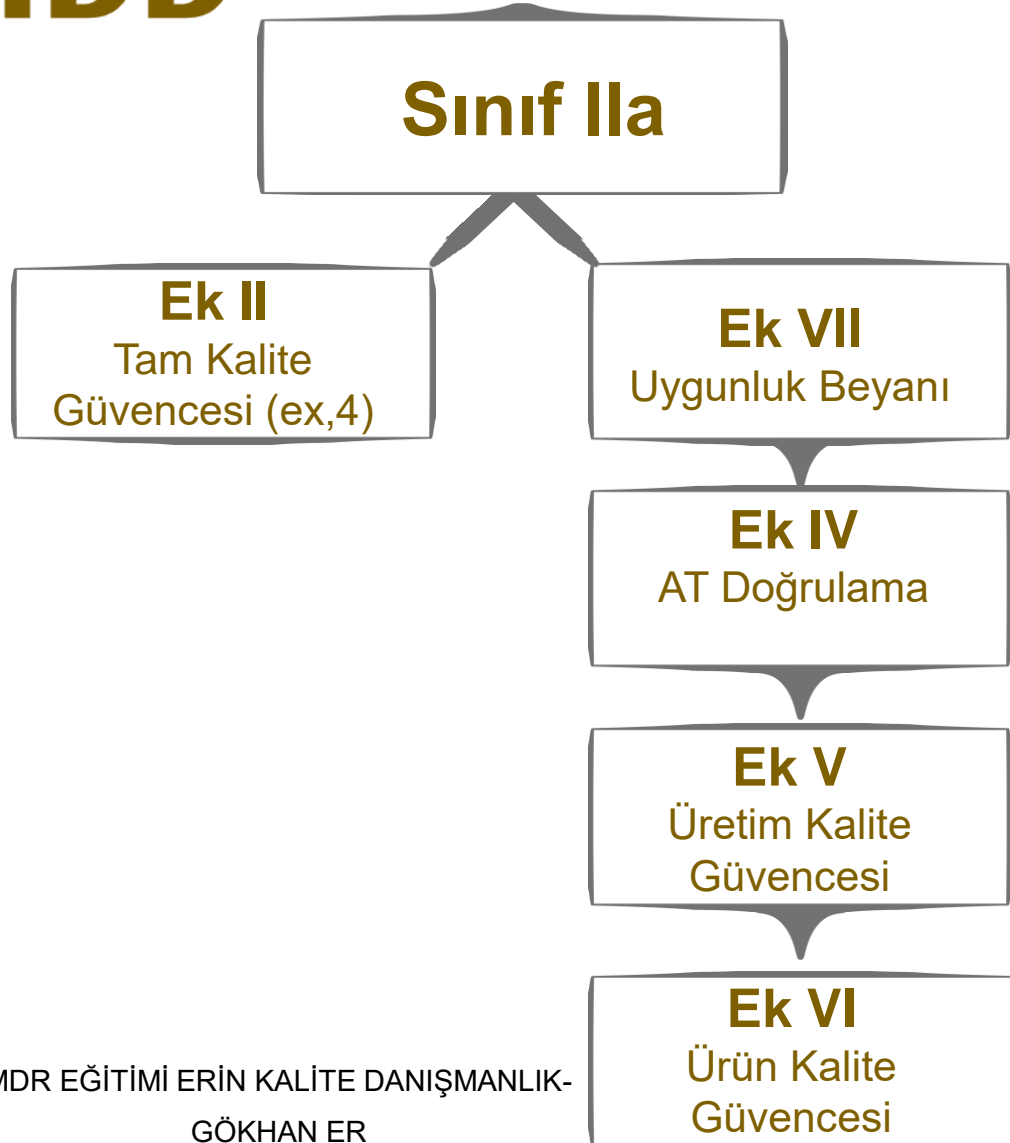 Sınıf IIa
Ek II
Tam Kalite
Güvencesi (ex,4)
Ek VII
Uygunluk Beyanı
Ek IV
AT Doğrulama
Ek V
Üretim Kalite
Güvencesi
Ek VI
Ürün Kalite
Güvencesi
MDR EĞİTİMİ ERİN KALİTE DANIŞMANLIK-
GÖKHAN ER